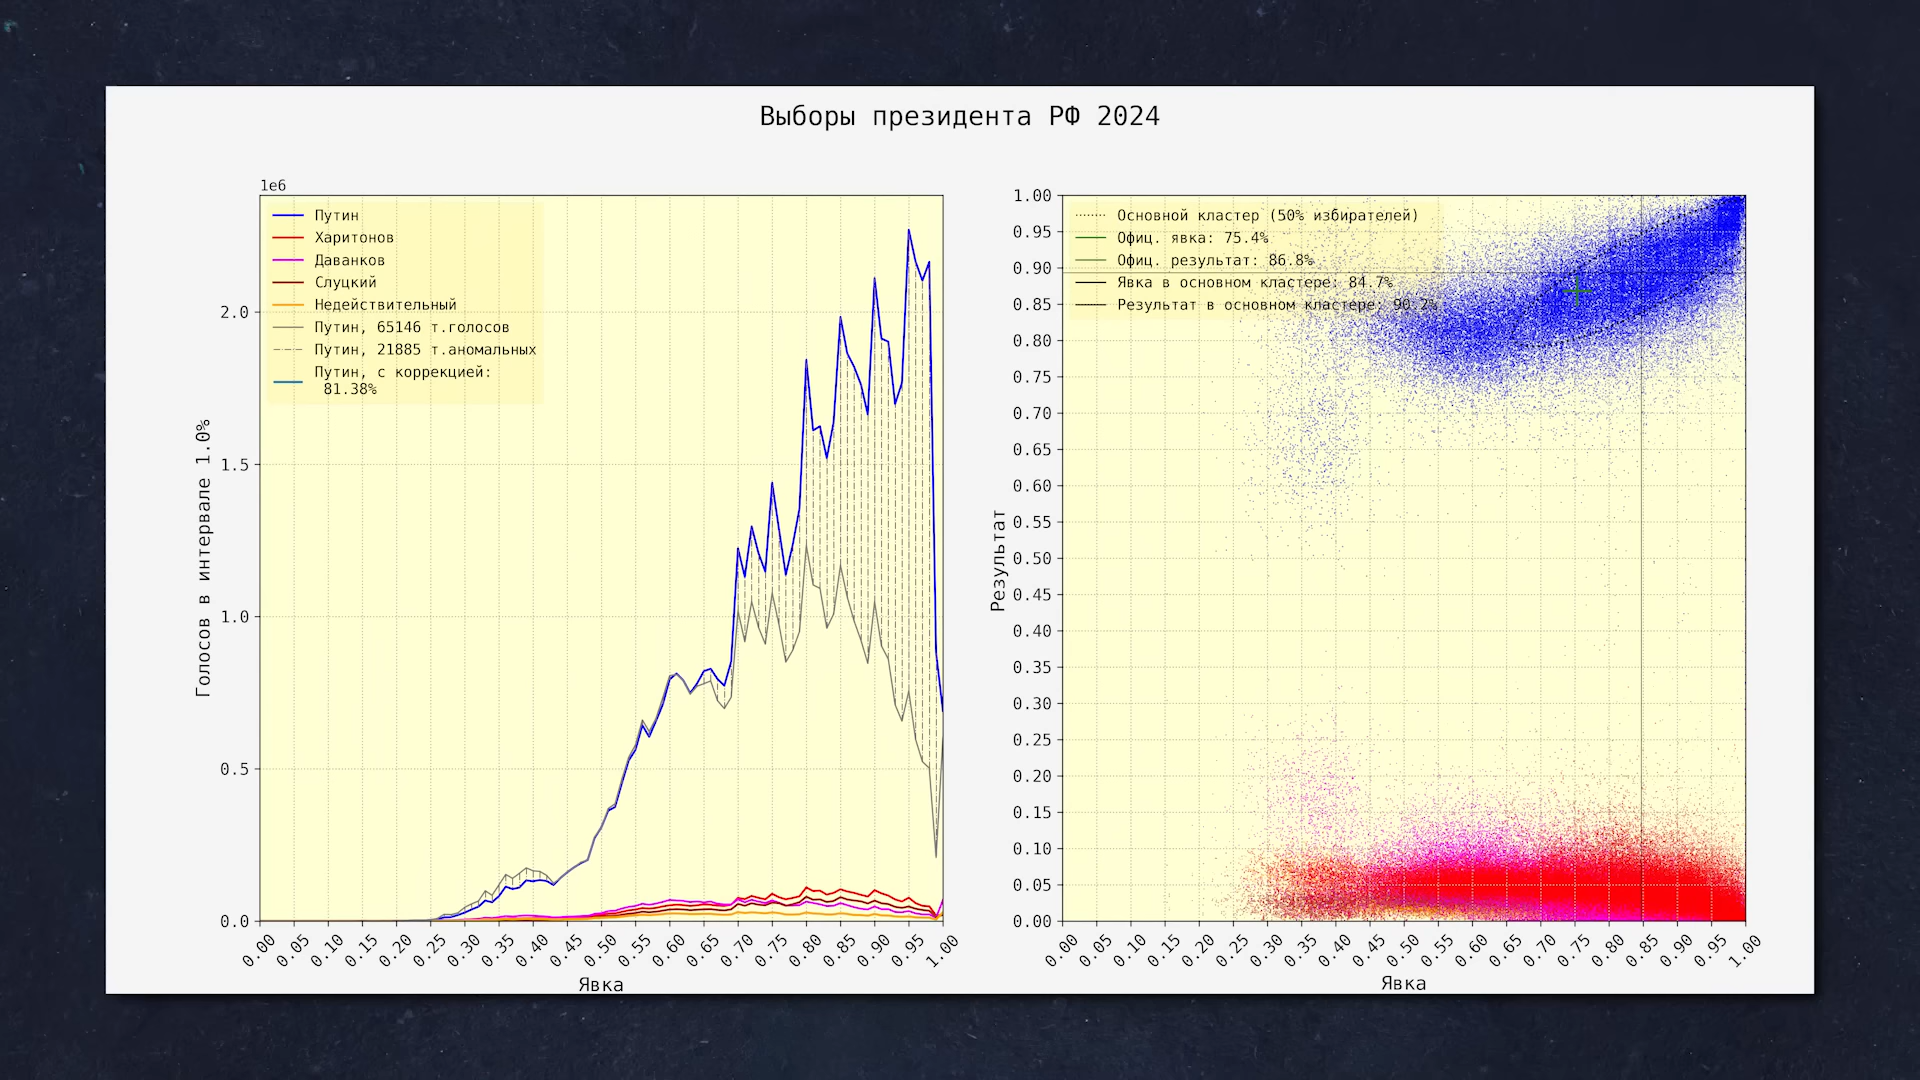 Выборы президента РФ 2024
1e6
Путин
Харитонов
Даванков
Слуцкий
Недействительный
Путин, 65146 т.голосов
Путин, 21885 т.аномальных
Путин, с коррекцией:
81.38%
Голосов в интервале 1.0%
2.0
1.5
1.0
0.5
0.0
0.00 0.05 0.10 0.15 0.20 0.25 0.30 0.35 0.40 0.45 0.50 0.55 0.60 0.65 0.70 0.75 0.80 0.85 0.90 0.95 1.00
Явка
Основной кластер (50% избирателей)
Офиц. явка: 75.4%
Офиц. результат: 86.8%
Явка в основном кластере: 84.7%
Результат в основном кластере: 90.2%
Результат
1.00
0.95
0.90
0.85
0.80
0.75
0.70
0.65
0.60
0.55
0.50
0.45
0.40
0.35
0.30
0.25
0.20
0.15
0.10
0.05
0.00
0.00 0.05 0.10 0.15 0.20 0.25 0.30 0.35 0.40 0.45 0.50 0.55 0.60 0.65 0.70 0.75 0.80 0.85 0.90 0.95 1.00
Явка